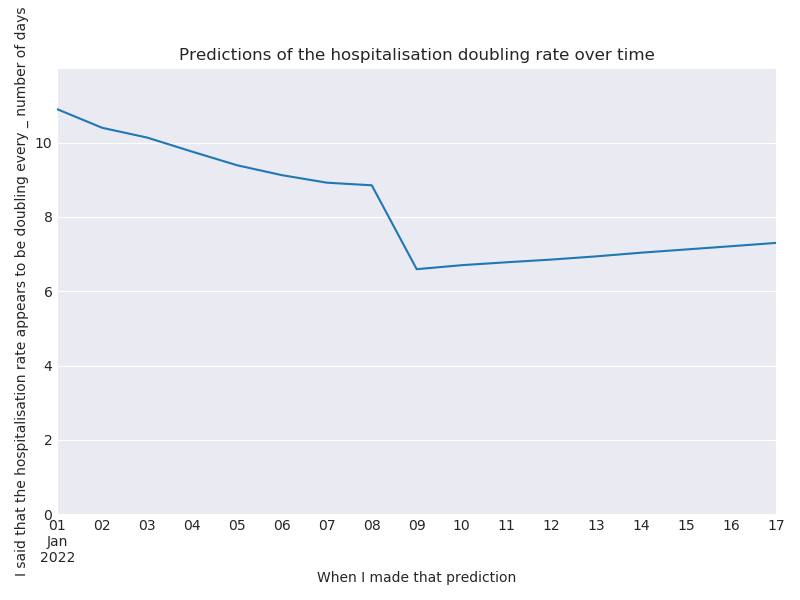 Predictions of the hospitalisation doubling rate over time
I said that the hospitalisation rate appears to be doubling every _ number of days
10
8
6
4
2
0
01 02 03 04 05 06 07 08 09 10 11 12 13 14 15 16 17
Jan
2022
When I made that prediction